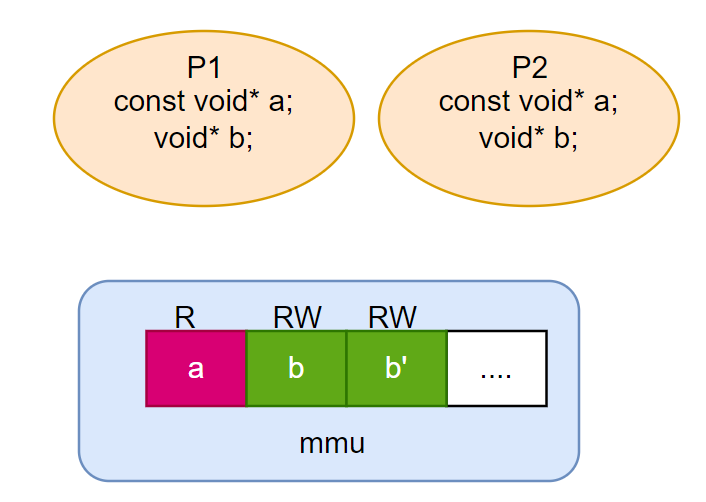 P1
const void* a;
void* b;
P2
const void* a;
void* b;
R RW RW
a b b' ....
mmu